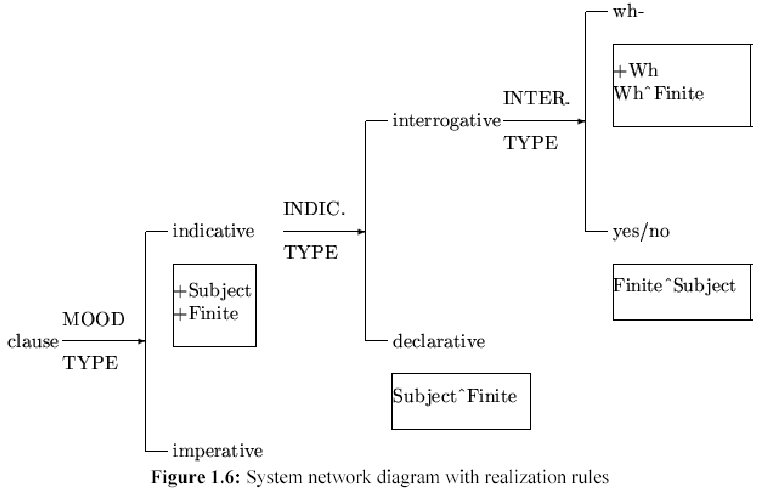 wh-
+Wh
Wh^Finite
INTER.
interrogative
TYPE
INDIC.
indicative
yes/no
TYPE
+Subject
+Finite
Finite^Subject
MOOD
clause
declarative
TYPE
Subject^Finite
imperative
Figure 1.6: System network diagram with realization rules